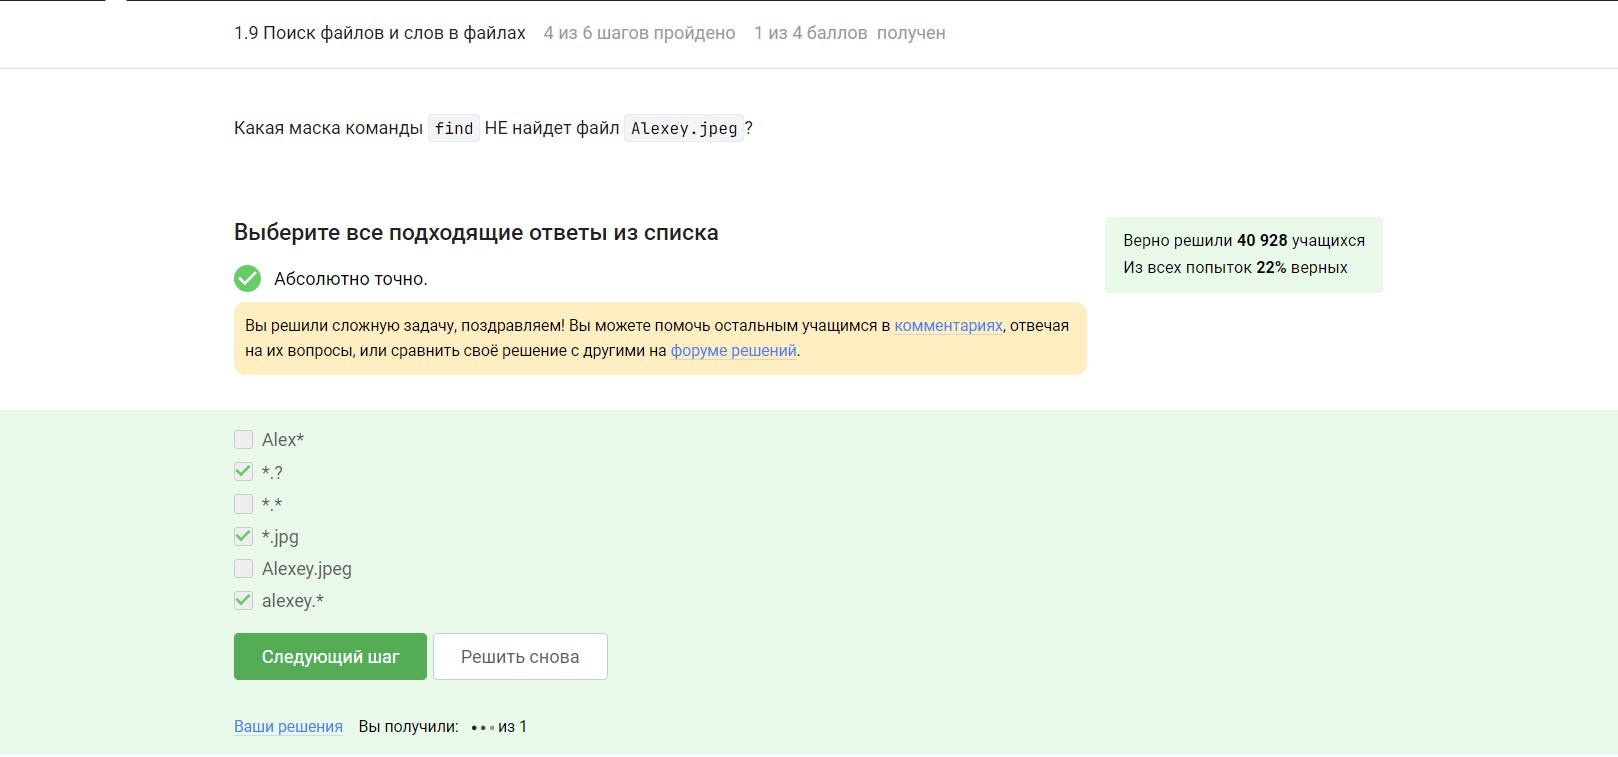 1.9 Поиск файлов и слов в файлах 4 из 6 шагов пройдено 1 из 4 баллов получен
Какая маска команды find НЕ найдет файл Alexey.jpeg?
Выберите все подходящие ответы из списка
Абсолютно точно.
Вы решили сложную задачу, поздравляем! Вы можете помочь остальным учащимся в комментариях, отвечая
на их вопросы, или сравнить своё решение с другими на форуме решений.
Верно решили 40 928 учащихся
Из всех попыток 22% верных
Alex*
*.?
*.*
*.jpg
Alexey.jpeg
alexey.*
Следующий шаг Решить снова
Ваши решения Вы получили: из 1